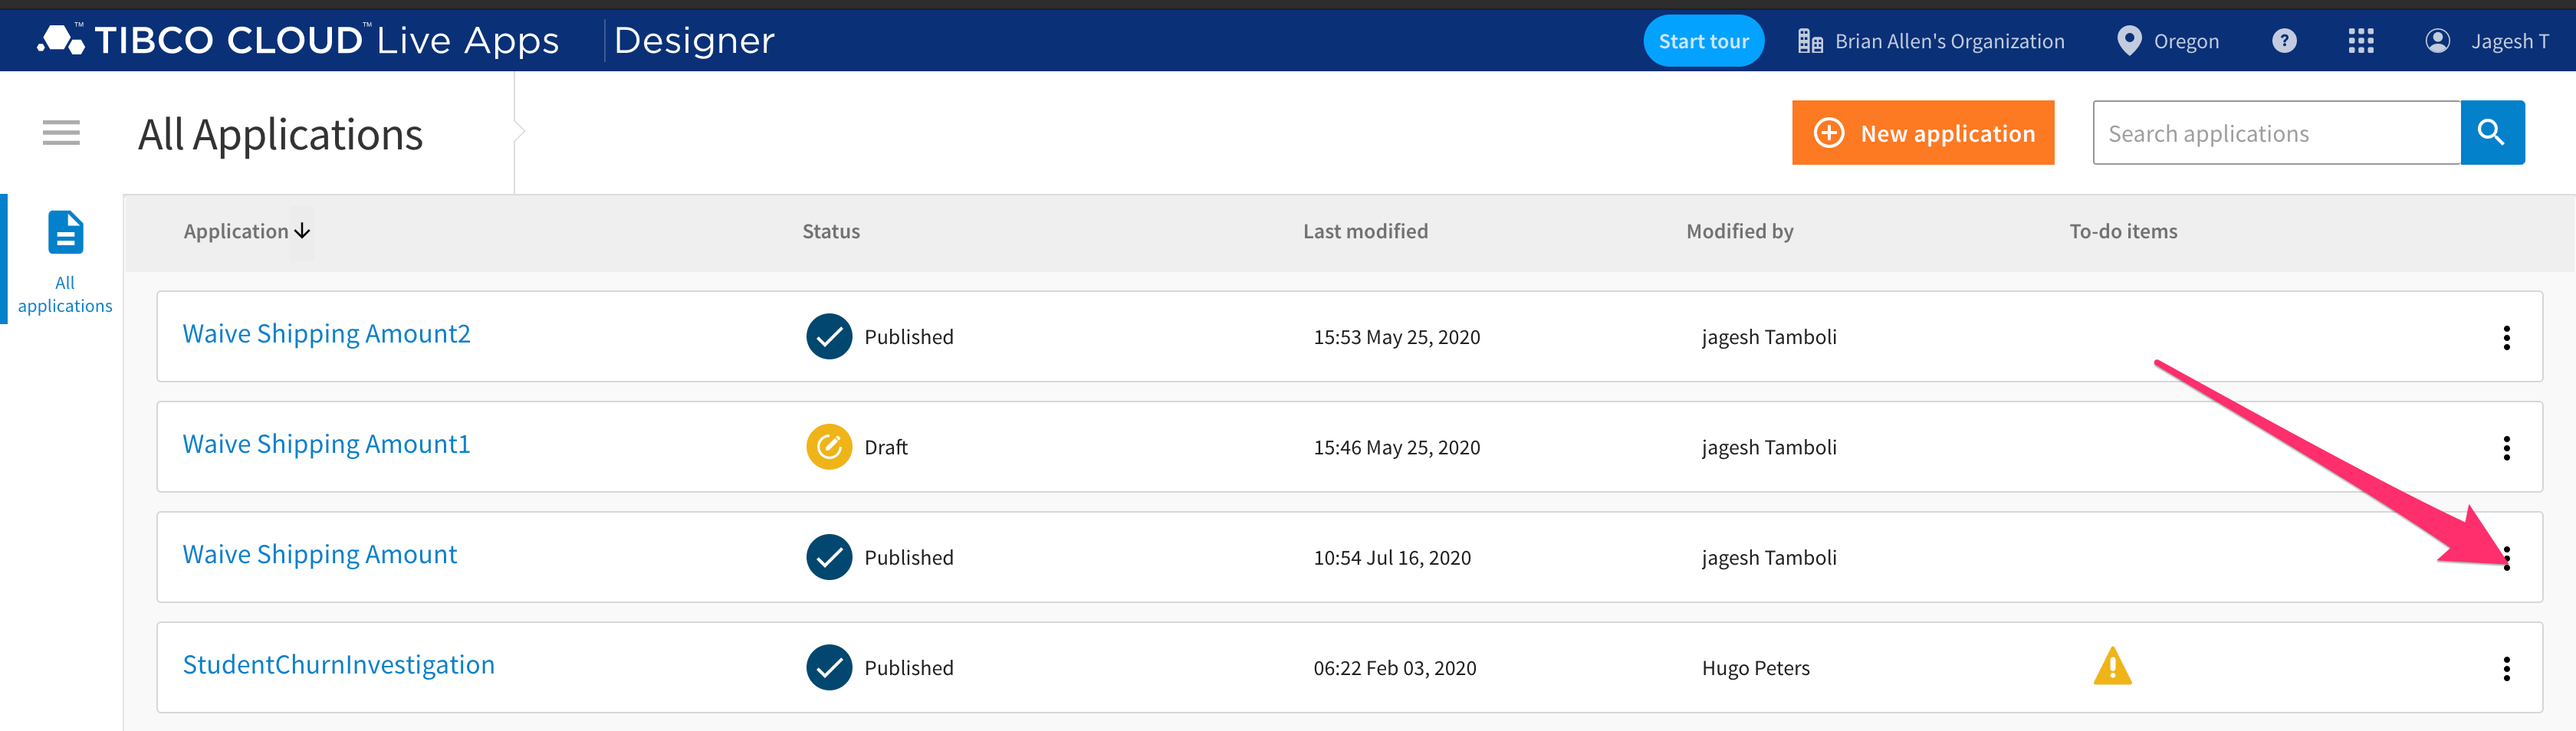 TIBCO CLOUD™ Live Apps | Designer
Start tour
Brian Allen's Organization
Oregon
?
Jagesh T
All Applications
New application
Search applications
All
applications
Application Status Last modified Modified by To-do items
Waive Shipping Amount2 Published 15:53 May 25, 2020 jagesh Tamboli
Waive Shipping Amount1 Draft 15:46 May 25, 2020 jagesh Tamboli
Waive Shipping Amount Published 10:54 Jul 16, 2020 jagesh Tamboli
StudentChurnInvestigation Published 06:22 Feb 03, 2020 Hugo Peters